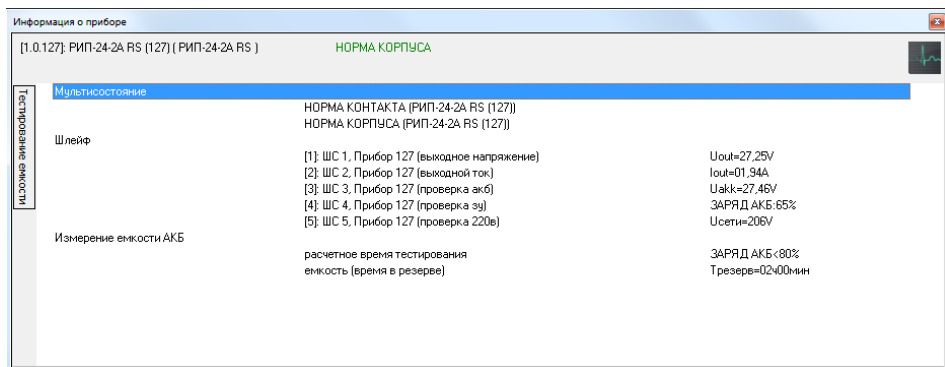 Информация о приборе
[1.0.127]: РИП-24-2А RS (127) ( РИП-24-2А RS ) НОРМА КОРПУСА
Тестирование емкости
Мультисостояние
НОРМА КОНТАКТА (РИП-24-2А RS (127))
НОРМА КОРПУСА (РИП-24-2А RS (127))
Шлейф
[1]: ШС 1, Прибор 127 (выходное напряжение) Uout=27,25V
[2]: ШС 2, Прибор 127 (выходной ток) Iout=01,94A
[3]: ШС 3, Прибор 127 (проверка акб) Uakk=27,46V
[4]: ШС 4, Прибор 127 (проверка зу) ЗАРЯД АКБ:65%
[5]: ШС 5, Прибор 127 (проверка 220в) Uсети=206V
Измерение емкости АКБ
расчетное время тестирования ЗАРЯД АКБ<80%
емкость (время в резерве) Tрезерв=02ч00мин